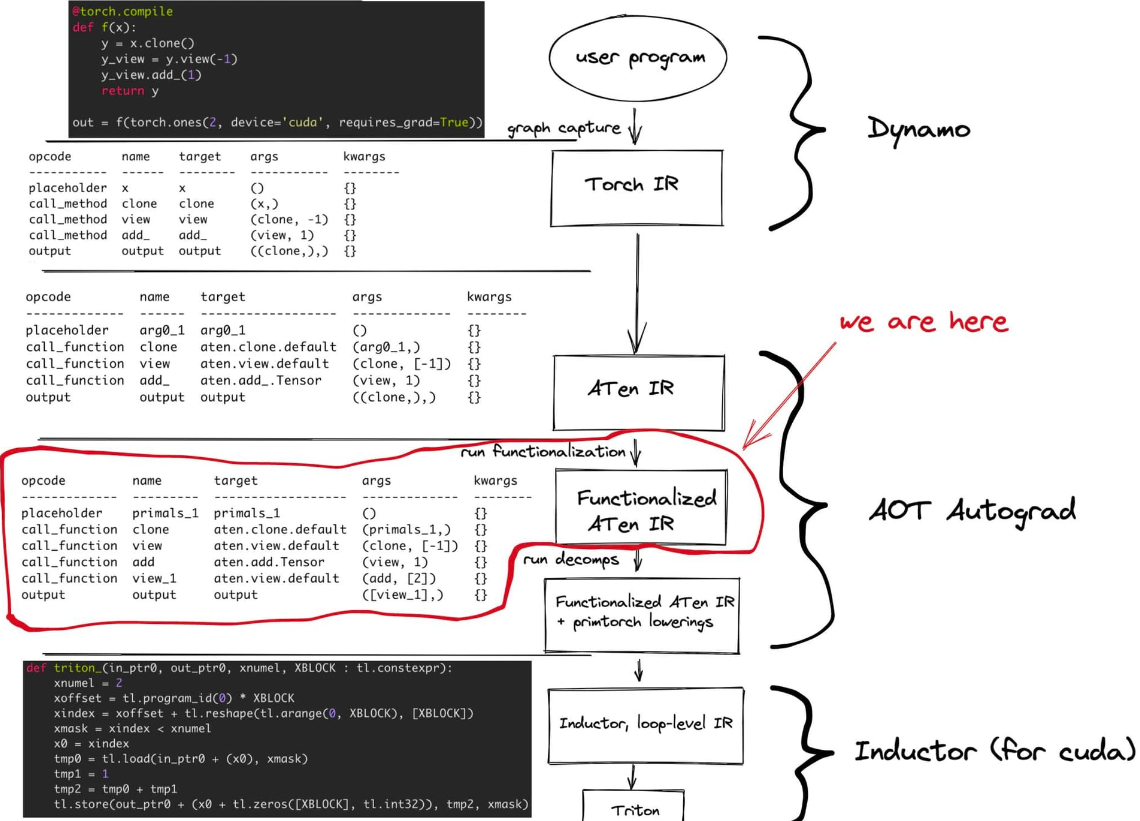 @torch.compile
def f(x):
    y = x.clone()
    y_view = y.view(-1)
    y_view.add_(1)
    return y
out = f(torch.ones(2, device='cuda', requires_grad=True))
user program
graph capture
Torch IR
Dynamo
opcode name target args kwargs
----------- ------ -------- ----------- --------
placeholder x x () {}
call_method clone clone (x,) {}
call_method view view (clone, -1) {}
call_method add_ add_ (view, 1) {}
output output output ((clone,),) {}
opcode name target args kwargs
-------------- ------- ------------------ ------------- --------
placeholder arg0_1 arg0_1 () {}
call_function clone aten.clone.default (arg0_1,) {}
call_function view aten.view.default (clone, [-1]) {}
call_function add_ aten.add_.Tensor (view, 1) {}
output output output ((clone,),) {}
we are here
ATen IR
run functionalization
opcode name target args kwargs
-------------- ---------- ------------------ ------------- --------
placeholder primals_1 primals_1 () {}
call_function clone aten.clone.default (primals_1,) {}
call_function view aten.view.default (clone, [-1]) {}
call_function add aten.add.Tensor (view, 1) {}
call_function view_1 aten.view.default (add, [2]) {}
output output output ([view_1],) {}
Functionalized
ATen IR
AOT Autograd
run decomps
Functionalized ATen IR
+ primtorch lowerings
def triton_(in_ptr0, out_ptr0, xnumel, XBLOCK : tl.constexpr):
    xnumel = 2
    xoffset = tl.program_id(0) * XBLOCK
    xindex = xoffset + tl.reshape(tl.arange(0, XBLOCK), [XBLOCK])
    xmask = xindex < xnumel
    x0 = xindex
    tmp0 = tl.load(in_ptr0 + (x0), xmask)
    tmp1 = 1
    tmp2 = tmp0 + tmp1
    tl.store(out_ptr0 + (x0 + tl.zeros([XBLOCK], tl.int32)), tmp2, xmask)
Inductor, loop-level IR
Inductor (for cuda)
Triton